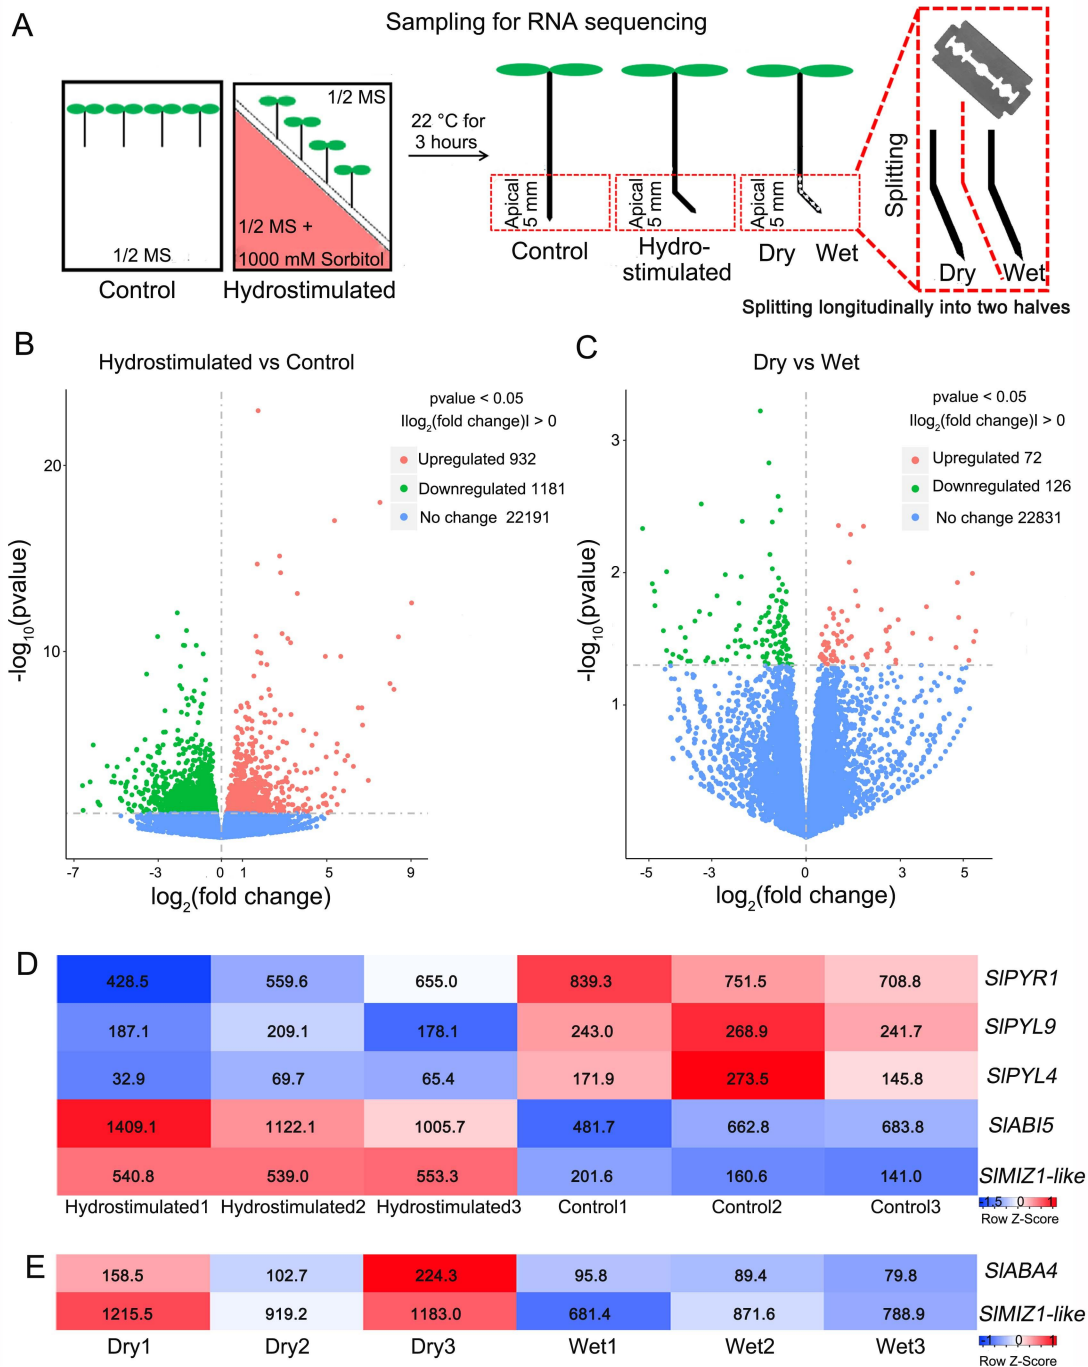 A
Sampling for RNA sequencing
1/2 MS
1/2 MS
1/2 MS +
1000 mM Sorbitol
Control
Hydrostimulated
22 °C for
3 hours
Apical
5 mm
Apical
5 mm
Apical
5 mm
Control
Hydro-
stimulated
Dry Wet
Splitting
Dry Wet
Splitting longitudinally into two halves
B
Hydrostimulated vs Control
pvalue < 0.05
llog2(fold change)l > 0
Upregulated 932
Downregulated 1181
No change 22191
20
10
-log10(pvalue)
-7 -3 0 1 5 9
log2(fold change)
C
Dry vs Wet
pvalue < 0.05
llog2(fold change)l > 0
Upregulated 72
Downregulated 126
No change 22831
3
2
1
-log10(pvalue)
-5 -3 0 3 5
log2(fold change)
D
428.5 559.6 655.0 839.3 751.5 708.8 SlPYR1
187.1 209.1 178.1 243.0 268.9 241.7 SlPYL9
32.9 69.7 65.4 171.9 273.5 145.8 SlPYL4
1409.1 1122.1 1005.7 481.7 662.8 683.8 SlABI5
540.8 539.0 553.3 201.6 160.6 141.0 SlMIZ1-like
Hydrostimulated1 Hydrostimulated2 Hydrostimulated3 Control1 Control2 Control3
-1.5 0 1
Row Z-Score
E
158.5 102.7 224.3 95.8 89.4 79.8 SlABA4
1215.5 919.2 1183.0 681.4 871.6 788.9 SlMIZ1-like
Dry1 Dry2 Dry3 Wet1 Wet2 Wet3
-1 0 1
Row Z-Score